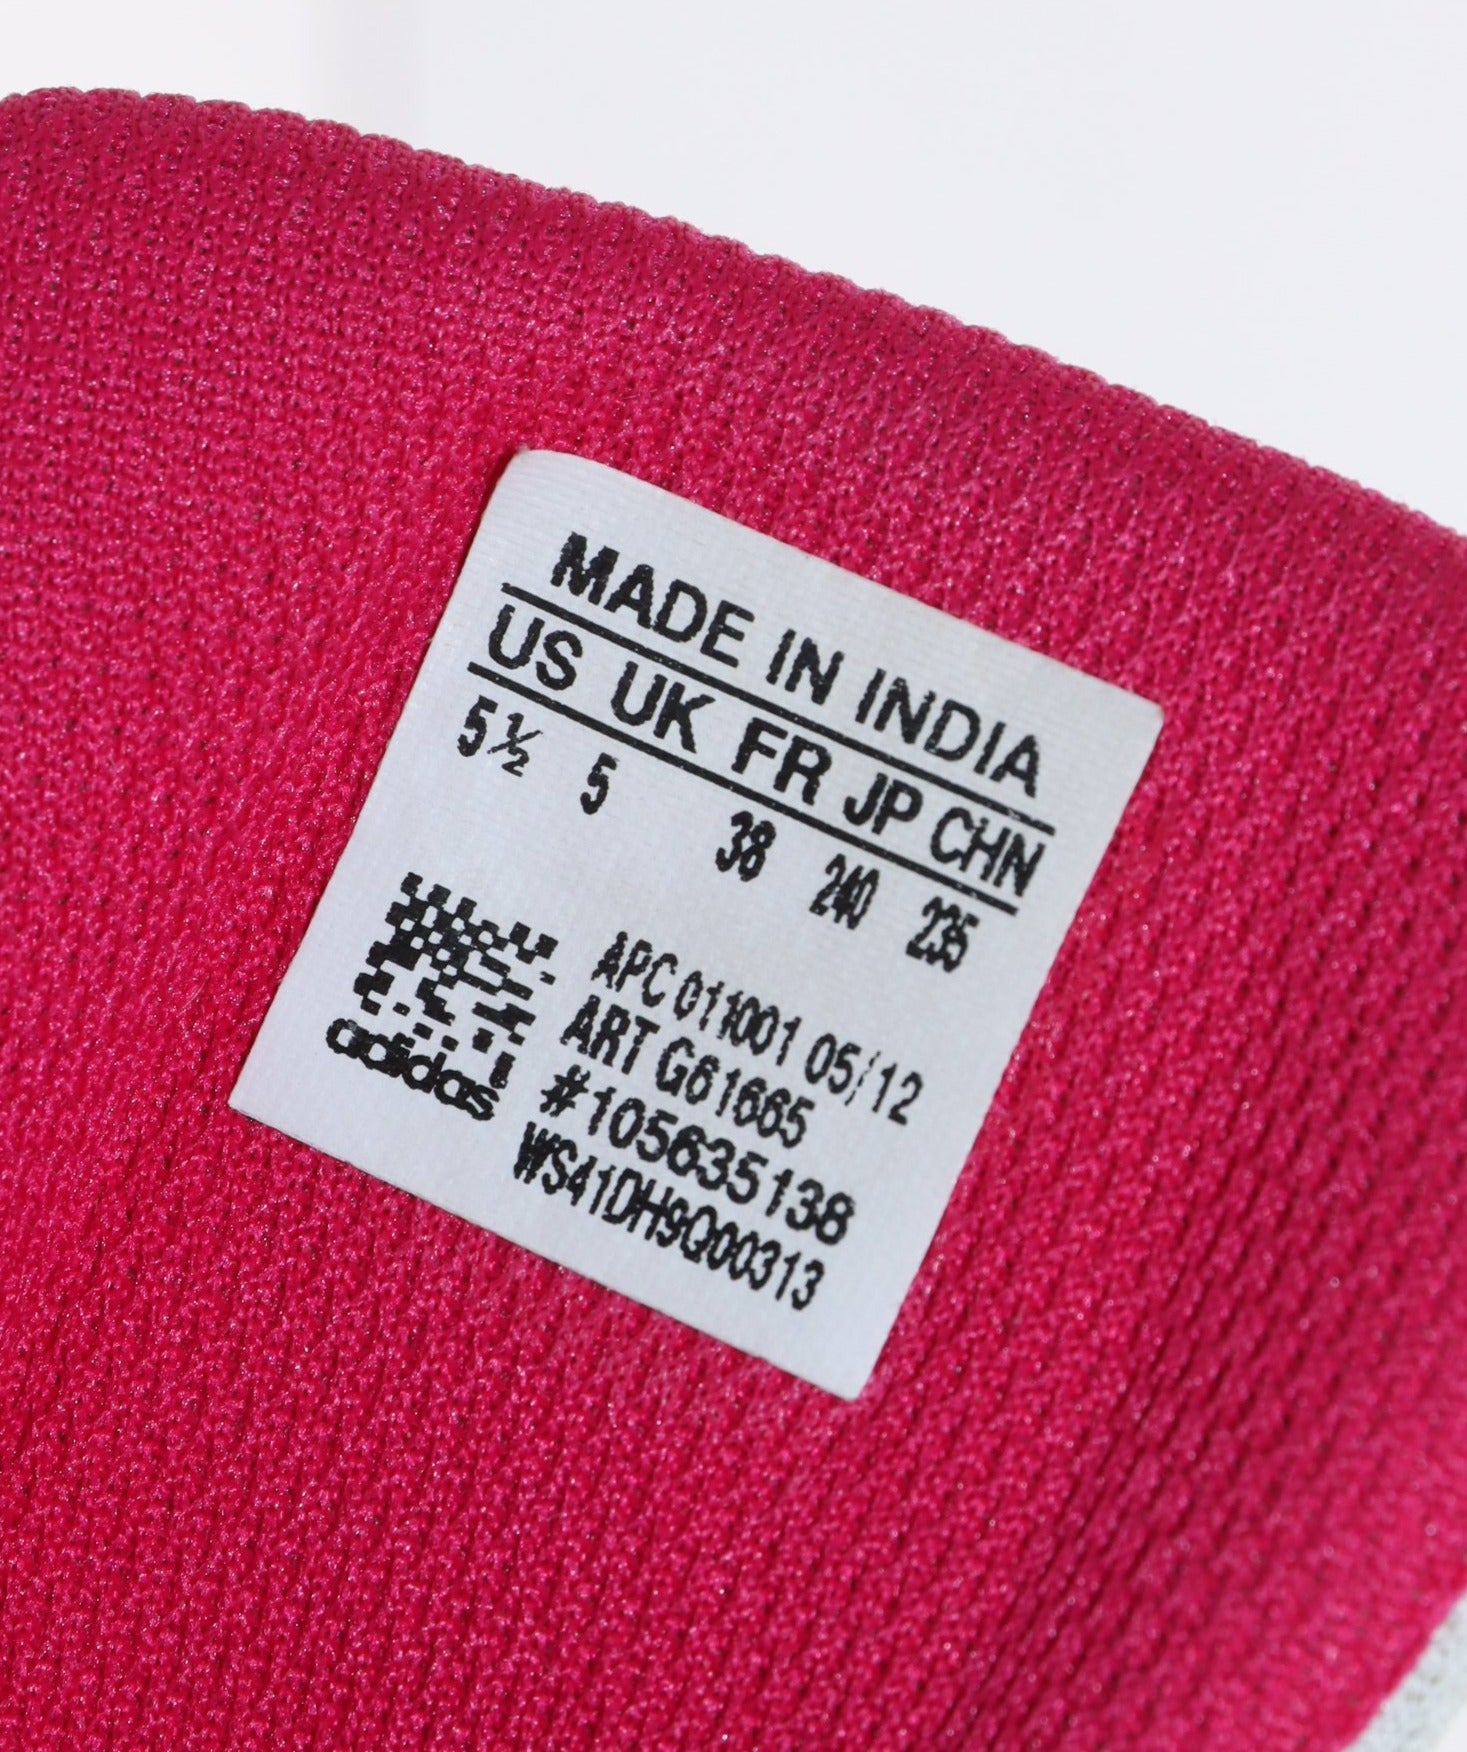 MADE IN INDIA
US UK FR JP CHN
5½ 5 38 240 235
APC 011001 05/12
ART G61665
#105635138
WS41DH9Q00313
adidas